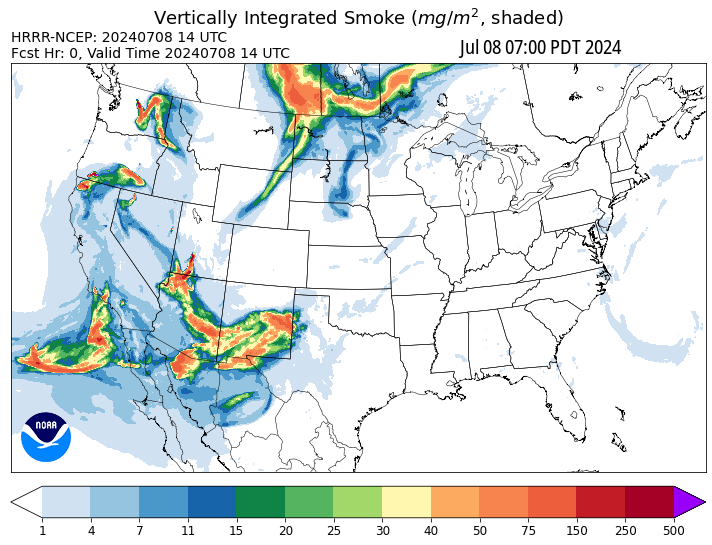 Vertically Integrated Smoke (mg/m², shaded)
HRRR-NCEP: 20240708 14 UTC
Fcst Hr: 0, Valid Time 20240708 14 UTC
Jul 08 07:00 PDT 2024
NOAA
1 4 7 11 15 20 25 30 40 50 75 150 250 500